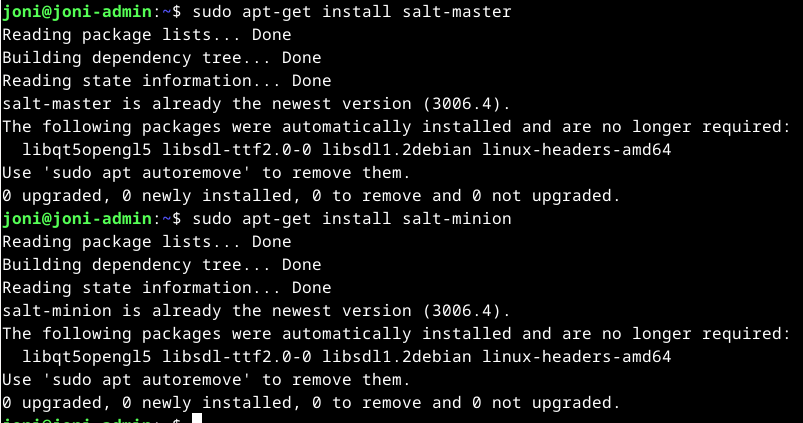 joni@joni-admin:~$ sudo apt-get install salt-master
Reading package lists... Done
Building dependency tree... Done
Reading state information... Done
salt-master is already the newest version (3006.4).
The following packages were automatically installed and are no longer required:
  libqt5opengl5 libsdl-ttf2.0-0 libsdl1.2debian linux-headers-amd64
Use 'sudo apt autoremove' to remove them.
0 upgraded, 0 newly installed, 0 to remove and 0 not upgraded.
joni@joni-admin:~$ sudo apt-get install salt-minion
Reading package lists... Done
Building dependency tree... Done
Reading state information... Done
salt-minion is already the newest version (3006.4).
The following packages were automatically installed and are no longer required:
  libqt5opengl5 libsdl-ttf2.0-0 libsdl1.2debian linux-headers-amd64
Use 'sudo apt autoremove' to remove them.
0 upgraded, 0 newly installed, 0 to remove and 0 not upgraded.
joni@joni-admin:~$